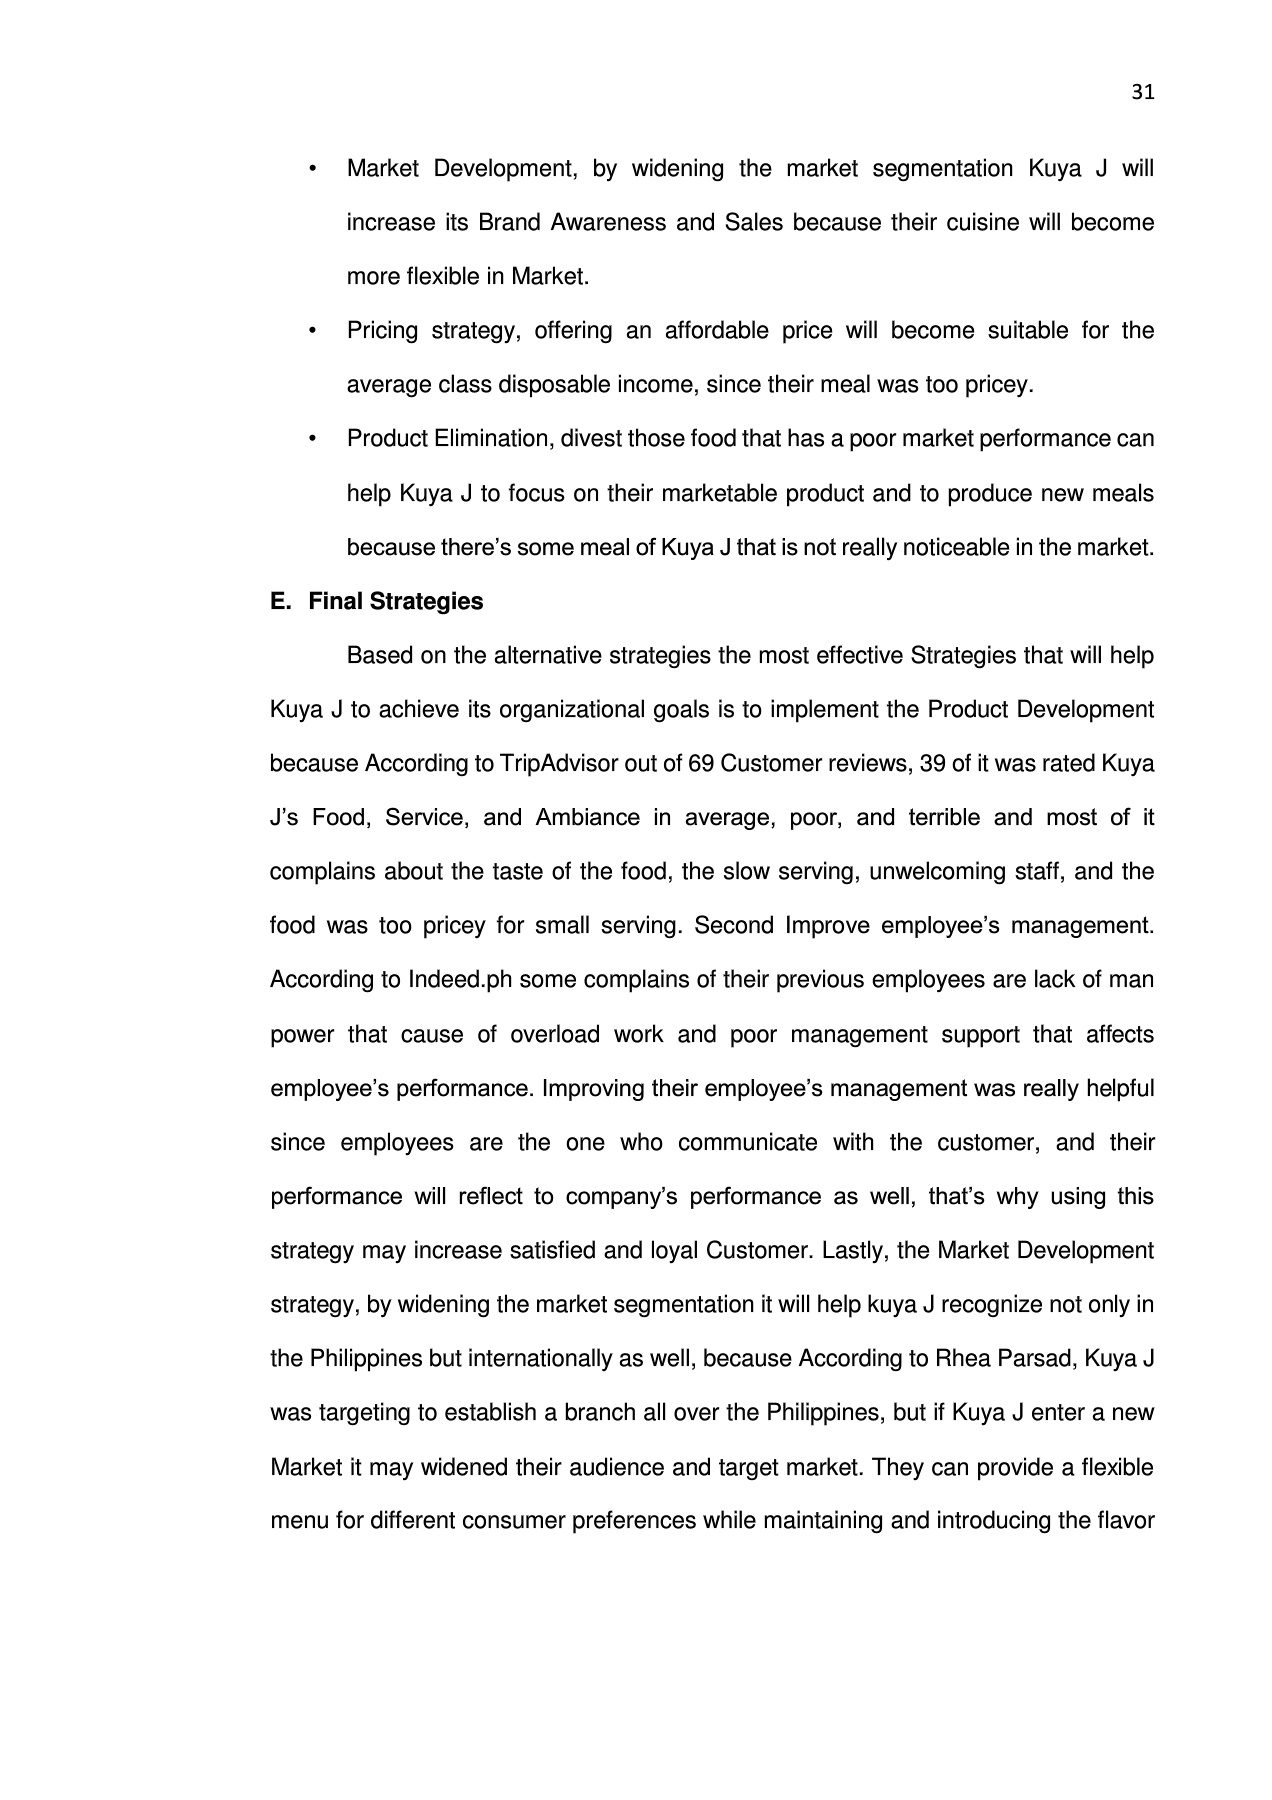 31
• Market Development, by widening the market segmentation Kuya J will
increase its Brand Awareness and Sales because their cuisine will become
more flexible in Market.
• Pricing strategy, offering an affordable price will become suitable for the
average class disposable income, since their meal was too pricey.
• Product Elimination, divest those food that has a poor market performance can
help Kuya J to focus on their marketable product and to produce new meals
because there’s some meal of Kuya J that is not really noticeable in the market.
E. Final Strategies
Based on the alternative strategies the most effective Strategies that will help
Kuya J to achieve its organizational goals is to implement the Product Development
because According to TripAdvisor out of 69 Customer reviews, 39 of it was rated Kuya
J’s Food, Service, and Ambiance in average, poor, and terrible and most of it
complains about the taste of the food, the slow serving, unwelcoming staff, and the
food was too pricey for small serving. Second Improve employee’s management.
According to Indeed.ph some complains of their previous employees are lack of man
power that cause of overload work and poor management support that affects
employee’s performance. Improving their employee’s management was really helpful
since employees are the one who communicate with the customer, and their
performance will reflect to company’s performance as well, that’s why using this
strategy may increase satisfied and loyal Customer. Lastly, the Market Development
strategy, by widening the market segmentation it will help kuya J recognize not only in
the Philippines but internationally as well, because According to Rhea Parsad, Kuya J
was targeting to establish a branch all over the Philippines, but if Kuya J enter a new
Market it may widened their audience and target market. They can provide a flexible
menu for different consumer preferences while maintaining and introducing the flavor